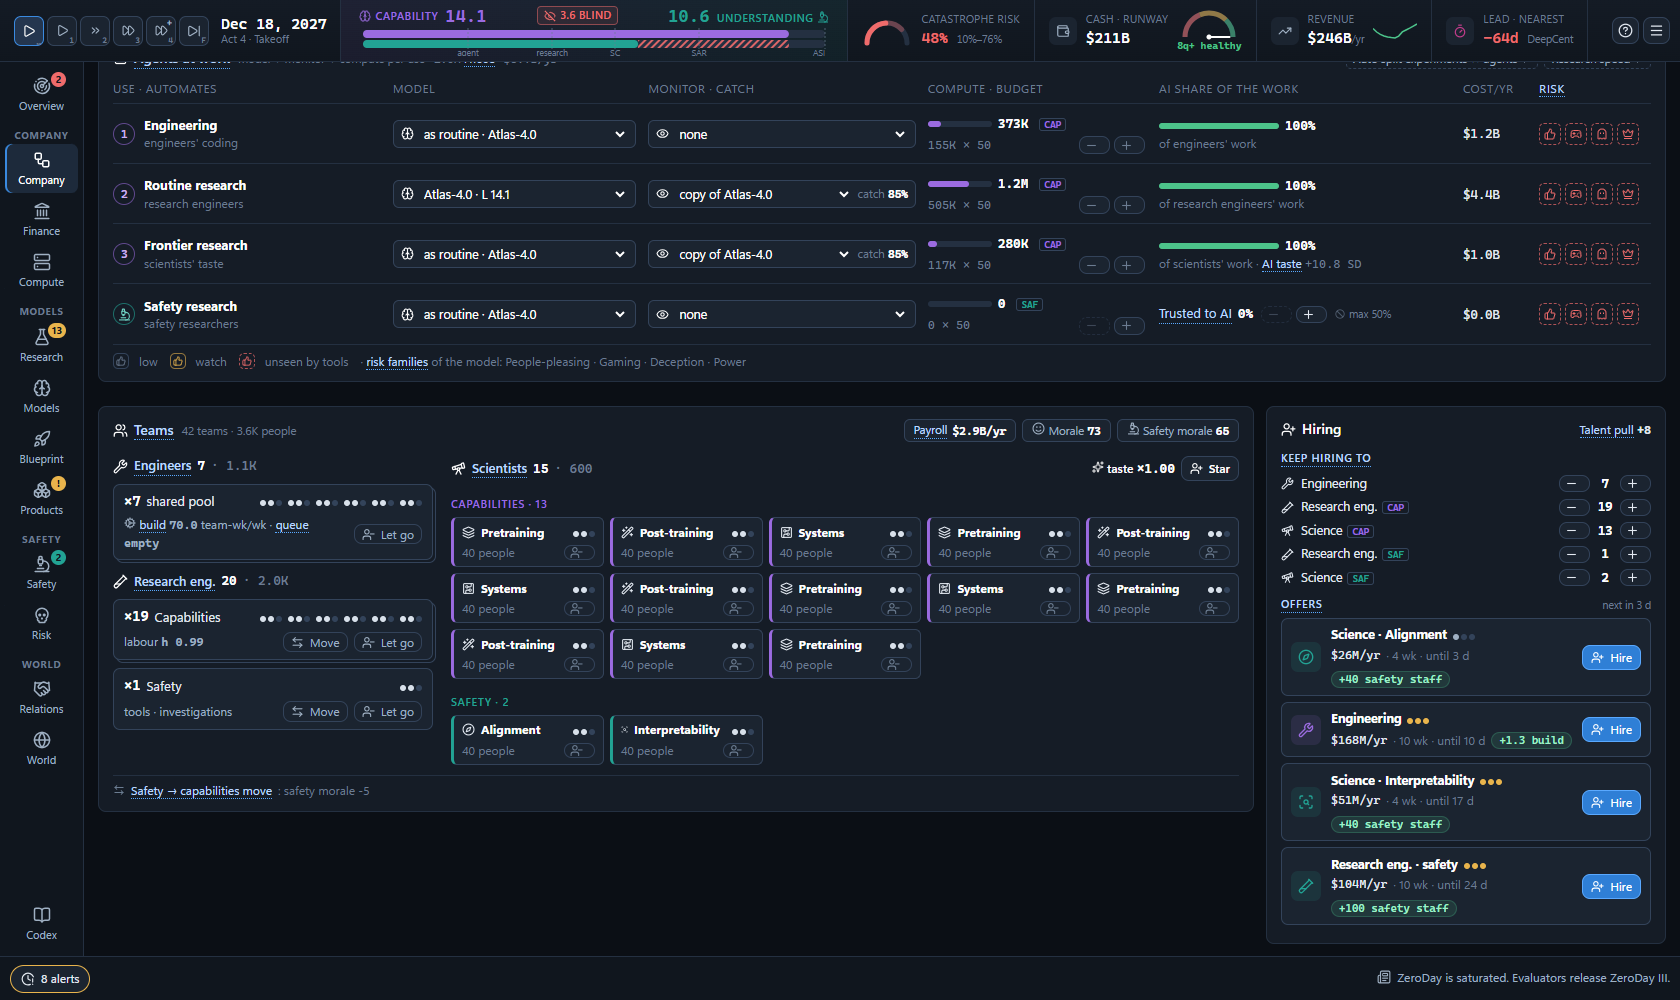 Dec 18, 2027
Act 4 · Takeoff
CAPABILITY 14.1
3.6 BLIND
10.6 UNDERSTANDING
agent research SC SAR ASI
CATASTROPHE RISK
48% 10%–76%
CASH · RUNWAY
$211B
8q+ healthy
REVENUE
$246B/yr
LEAD · NEAREST
−64d DeepCent
1
2
3
4
F
Overview 2
COMPANY
Company
Finance
Compute
MODELS
Research 13
Models
Blueprint
Products !
SAFETY
Safety 2
Risk
WORLD
Relations
World
Codex
USE · AUTOMATES MODEL MONITOR · CATCH COMPUTE · BUDGET AI SHARE OF THE WORK COST/YR RISK
1 Engineering as routine · Atlas-4.0 none 373K CAP 100% $1.2B
engineers' coding 155K × 50 − + of engineers' work
2 Routine research Atlas-4.0 · L 14.1 copy of Atlas-4.0 catch 85% 1.2M CAP 100% $4.4B
research engineers 505K × 50 − + of research engineers' work
3 Frontier research as routine · Atlas-4.0 copy of Atlas-4.0 catch 85% 280K CAP 100% $1.0B
scientists' taste 117K × 50 − + of scientists' work · AI taste +10.8 SD
Safety research as routine · Atlas-4.0 none 0 SAF Trusted to AI 0% − + max 50% $0.0B
safety researchers 0 × 50 − +
low watch unseen by tools · risk families of the model: People-pleasing · Gaming · Deception · Power
Teams 42 teams · 3.6K people Payroll $2.9B/yr Morale 73 Safety morale 65
Engineers 7 · 1.1K
×7 shared pool
build 70.0 team-wk/wk · queue
empty
Let go
Research eng. 20 · 2.0K
×19 Capabilities
labour h 0.99 Move Let go
×1 Safety
tools · investigations Move Let go
Scientists 15 · 600 taste ×1.00 Star
CAPABILITIES · 13
Pretraining Post-training Systems Pretraining Post-training
40 people 40 people 40 people 40 people 40 people
Systems Post-training Pretraining Systems Pretraining
40 people 40 people 40 people 40 people 40 people
Post-training Systems Pretraining
40 people 40 people 40 people
SAFETY · 2
Alignment Interpretability
40 people 40 people
Safety → capabilities move : safety morale -5
Hiring Talent pull +8
KEEP HIRING TO
Engineering − 7 +
Research eng. CAP − 19 +
Science CAP − 13 +
Research eng. SAF − 1 +
Science SAF − 2 +
OFFERS next in 3 d
Science · Alignment
$26M/yr · 4 wk · until 3 d
+40 safety staff
Hire
Engineering
$168M/yr · 10 wk · until 10 d +1.3 build
Hire
Science · Interpretability
$51M/yr · 4 wk · until 17 d
+40 safety staff
Hire
Research eng. · safety
$104M/yr · 10 wk · until 24 d
+100 safety staff
Hire
8 alerts
ZeroDay is saturated. Evaluators release ZeroDay III.